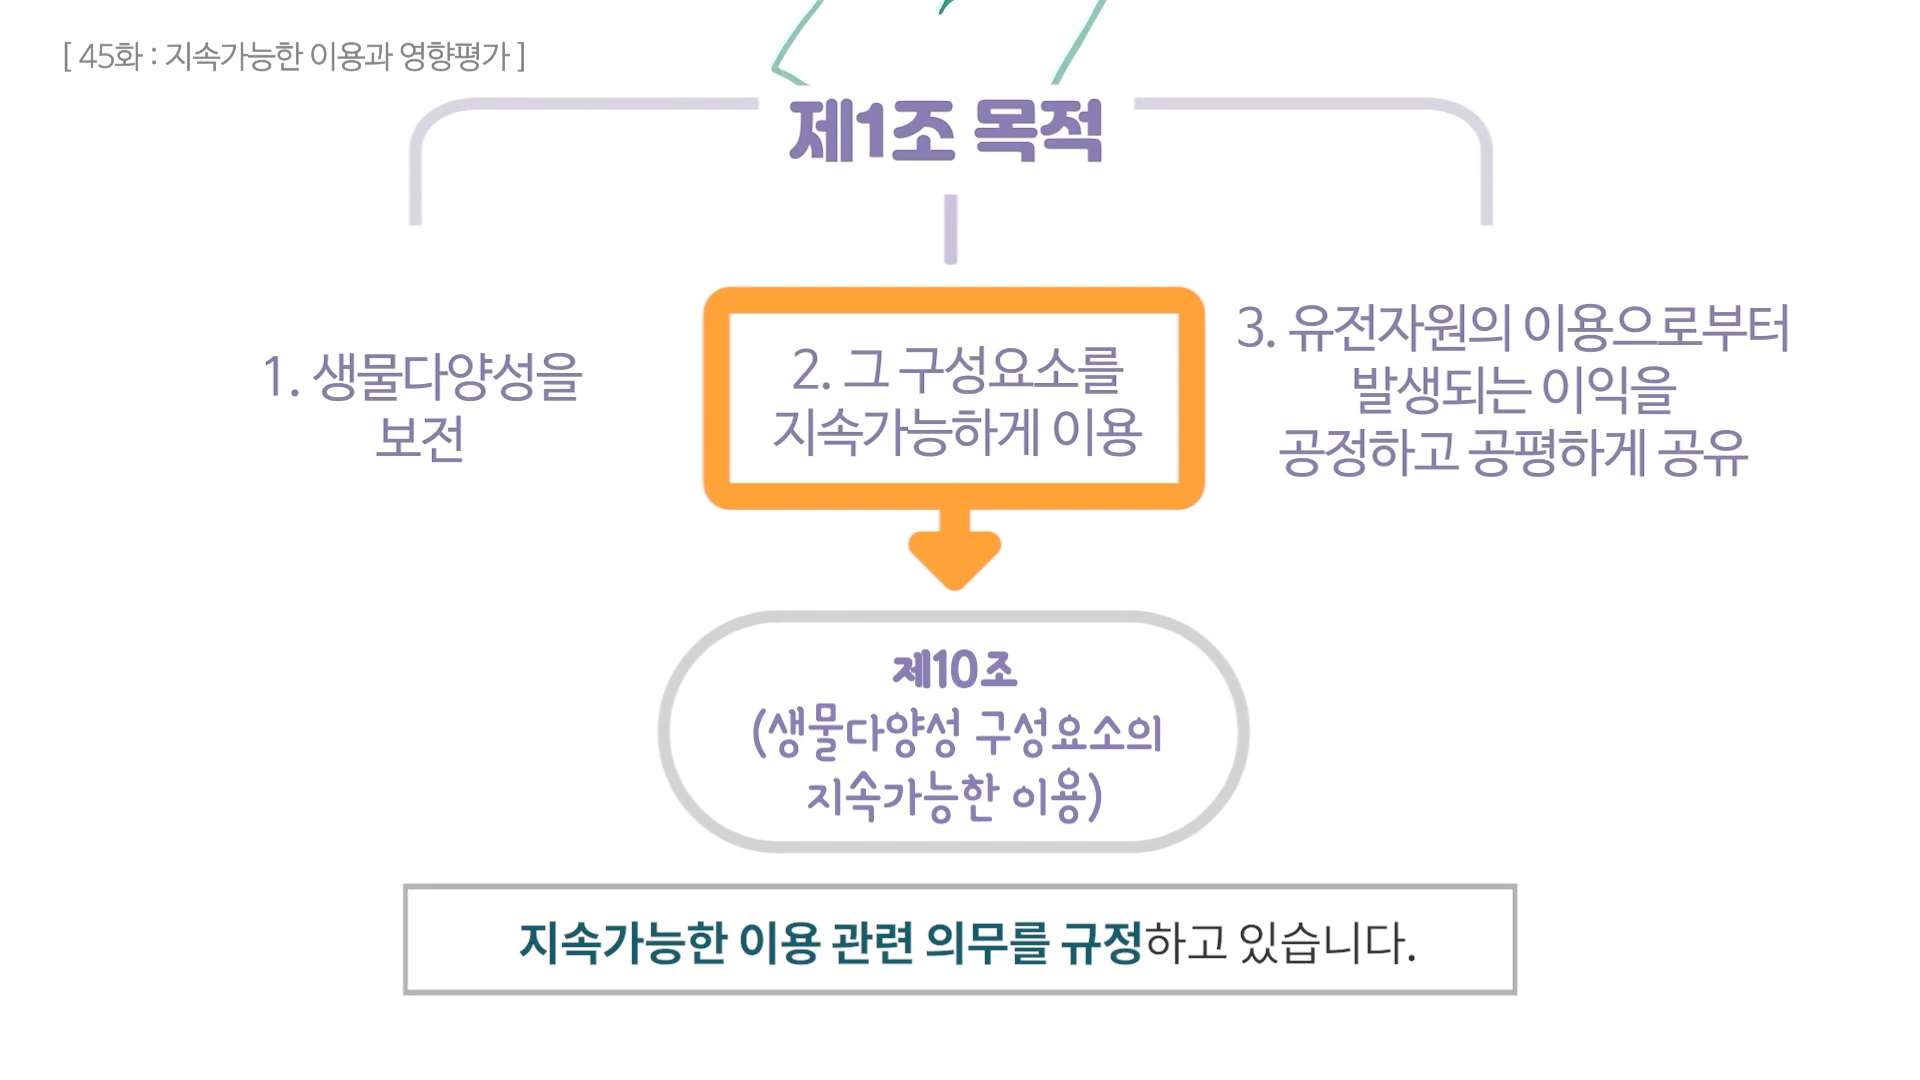 [ 45화 : 지속가능한 이용과 영향평가 ]
제1조 목적
1. 생물다양성을
보전
2. 그 구성요소를
지속가능하게 이용
3. 유전자원의 이용으로부터
발생되는 이익을
공정하고 공평하게 공유
제10조
(생물다양성 구성요소의
지속가능한 이용)
지속가능한 이용 관련 의무를 규정하고 있습니다.